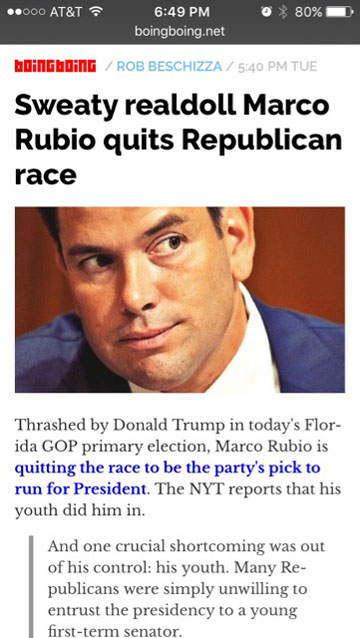 AT&T 6:49 PM 80%
boingboing.net
boingboing / ROB BESCHIZZA / 5:40 PM TUE
Sweaty realdoll Marco
Rubio quits Republican
race
Thrashed by Donald Trump in today's Flor-
ida GOP primary election, Marco Rubio is
quitting the race to be the party's pick to
run for President. The NYT reports that his
youth did him in.
And one crucial shortcoming was out
of his control: his youth. Many Re-
publicans were simply unwilling to
entrust the presidency to a young
first-term senator.